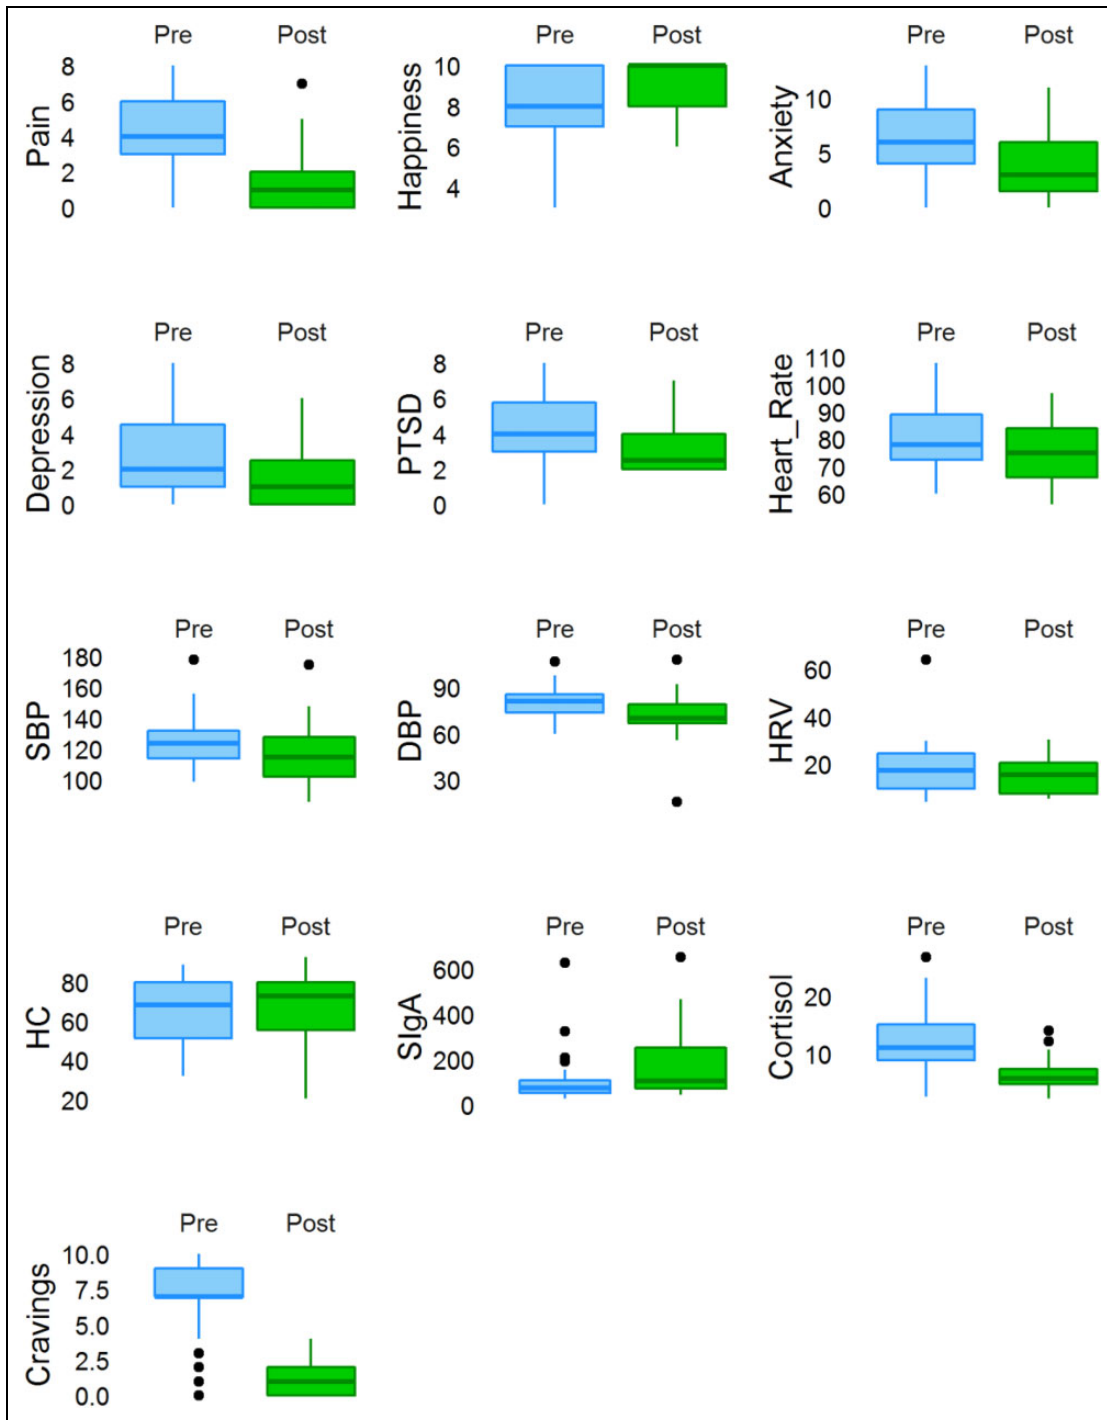 Pre Post
Pain
8
6
4
2
0
Pre Post
Happiness
10
8
6
4
Pre Post
Anxiety
10
5
0
Pre Post
Depression
8
6
4
2
0
Pre Post
PTSD
8
6
4
2
0
Pre Post
Heart_Rate
110
100
90
80
70
60
Pre Post
SBP
180
160
140
120
100
Pre Post
DBP
90
60
30
Pre Post
HRV
60
40
20
Pre Post
HC
80
60
40
20
Pre Post
SIgA
600
400
200
0
Pre Post
Cortisol
20
10
Pre Post
Cravings
10.0
7.5
5.0
2.5
0.0